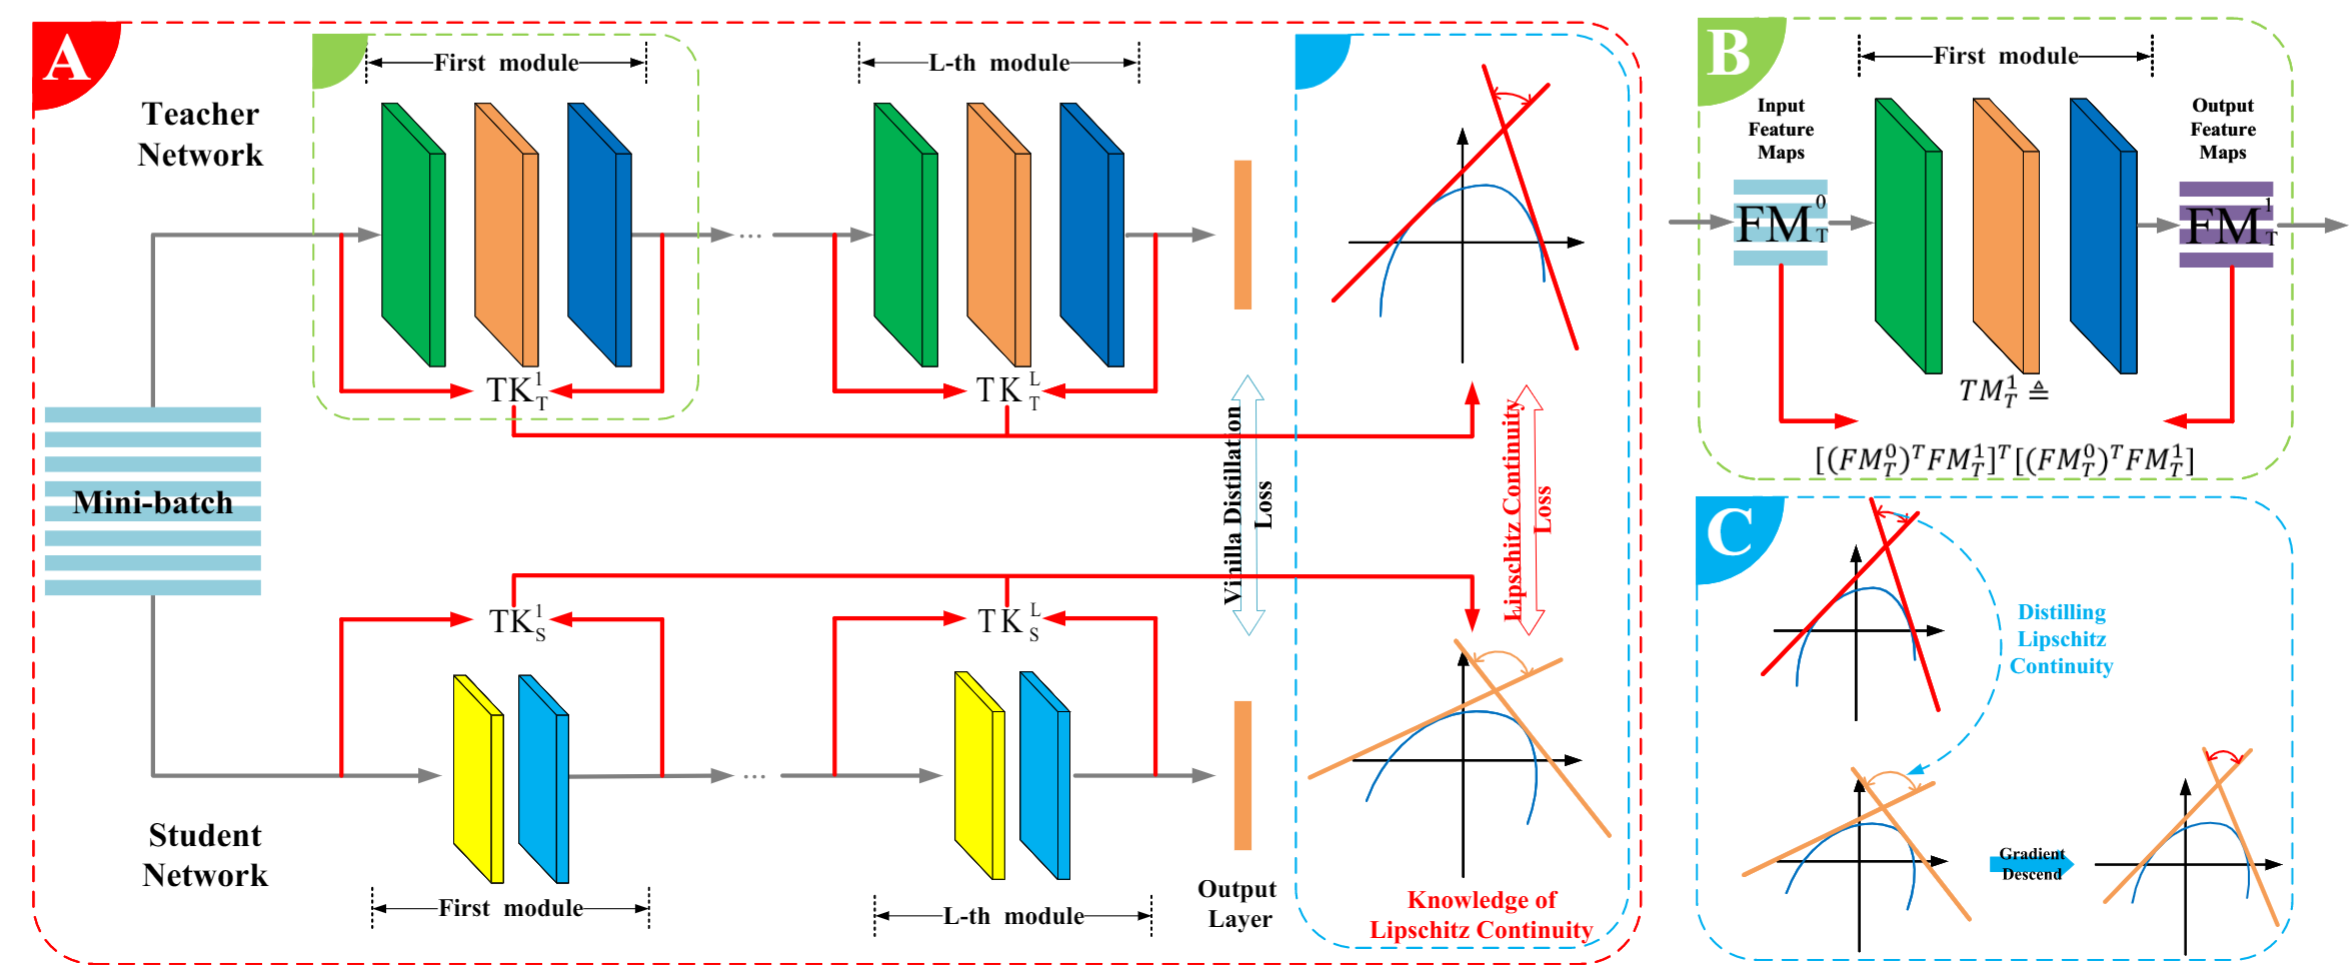 A
Teacher
Network
First module
L-th module
TK_T^1
TK_T^L
...
Mini-batch
Vinilla Distillation
Loss
Lipschitz Continuity
Loss
TK_S^1
TK_S^L
...
Student
Network
First module
L-th module
Output
Layer
Knowledge of
Lipschitz Continuity
B
First module
Input
Feature
Maps
Output
Feature
Maps
FM_T^0
FM_T^1
TM_T^1 ≜
[(FM_T^0)^T FM_T^1]^T [(FM_T^0)^T FM_T^1]
C
Distilling
Lipschitz
Continuity
Gradient
Descend